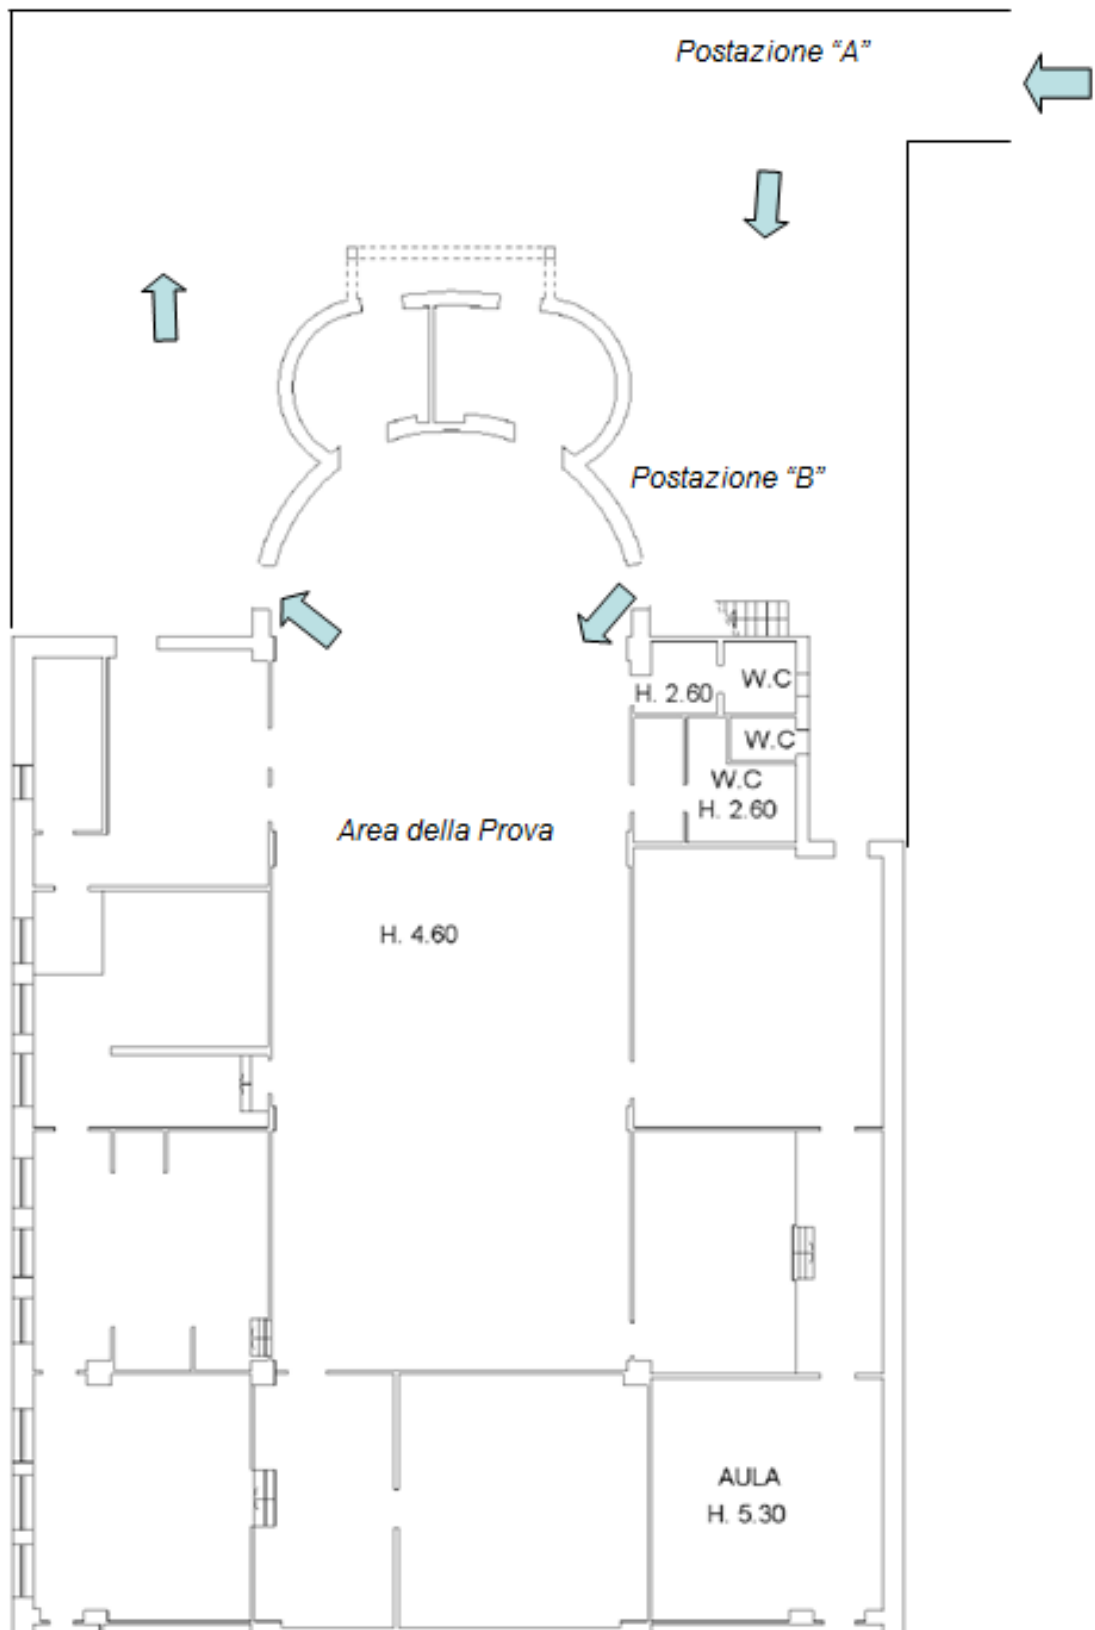 Postazione “A”
Postazione “B”
W.C
H. 2.60
W.C
W.C
H. 2.60
Area della Prova
H. 4.60
AULA
H. 5.30